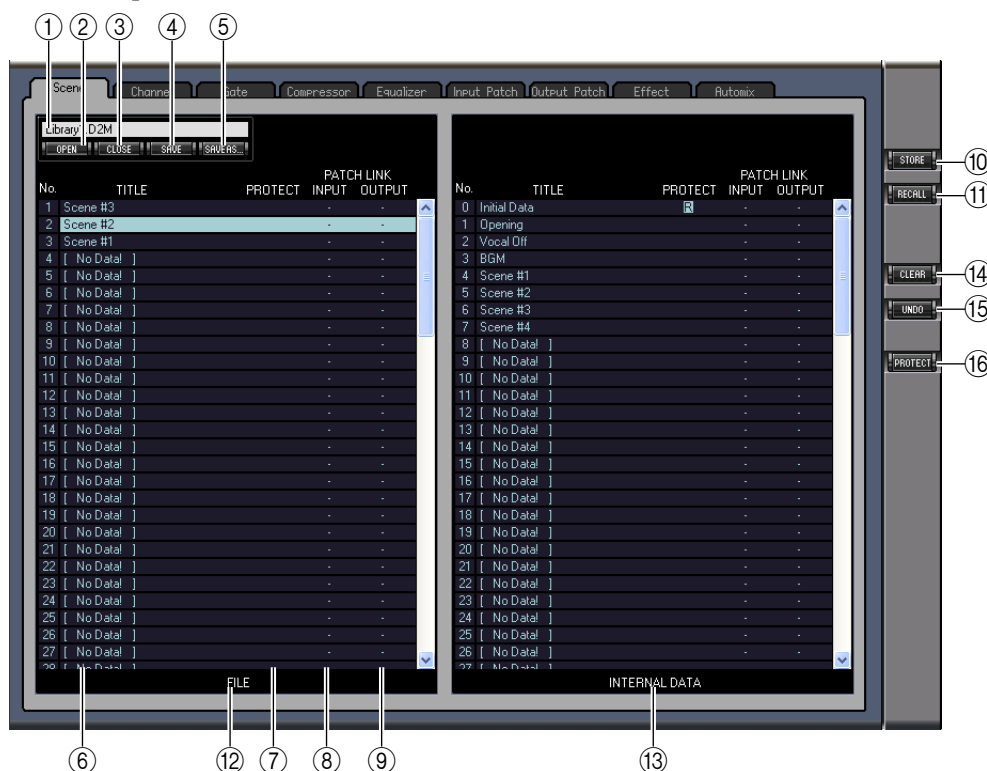 ① ② ③ ④ ⑤
Scene Channel Gate Compressor Equalizer Input Patch Output Patch Effect Automix
Library1.D2M
OPEN CLOSE SAVE SAVE AS...
STORE ⑩
RECALL ⑪
CLEAR ⑭
UNDO ⑮
PROTECT ⑯
PATCH LINK
No. TITLE PROTECT INPUT OUTPUT
1 Scene #3 - -
2 Scene #2 - -
3 Scene #1 - -
4 [ No Data! ] - -
5 [ No Data! ] - -
6 [ No Data! ] - -
7 [ No Data! ] - -
8 [ No Data! ] - -
9 [ No Data! ] - -
10 [ No Data! ] - -
11 [ No Data! ] - -
12 [ No Data! ] - -
13 [ No Data! ] - -
14 [ No Data! ] - -
15 [ No Data! ] - -
16 [ No Data! ] - -
17 [ No Data! ] - -
18 [ No Data! ] - -
19 [ No Data! ] - -
20 [ No Data! ] - -
21 [ No Data! ] - -
22 [ No Data! ] - -
23 [ No Data! ] - -
24 [ No Data! ] - -
25 [ No Data! ] - -
26 [ No Data! ] - -
27 [ No Data! ] - -
28 [ No Data! ]
FILE
PATCH LINK
No. TITLE PROTECT INPUT OUTPUT
0 Initial Data R - -
1 Opening - -
2 Vocal Off - -
3 BGM - -
4 Scene #1 - -
5 Scene #2 - -
6 Scene #3 - -
7 Scene #4 - -
8 [ No Data! ] - -
9 [ No Data! ] - -
10 [ No Data! ] - -
11 [ No Data! ] - -
12 [ No Data! ] - -
13 [ No Data! ] - -
14 [ No Data! ] - -
15 [ No Data! ] - -
16 [ No Data! ] - -
17 [ No Data! ] - -
18 [ No Data! ] - -
19 [ No Data! ] - -
20 [ No Data! ] - -
21 [ No Data! ] - -
22 [ No Data! ] - -
23 [ No Data! ] - -
24 [ No Data! ] - -
25 [ No Data! ] - -
26 [ No Data! ] - -
27 [ No Data! ]
INTERNAL DATA
⑥ ⑫ ⑦ ⑧ ⑨ ⑬